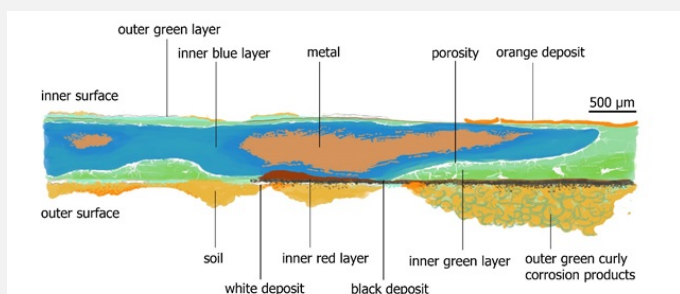 outer green layer
inner blue layer
metal
porosity
orange deposit
inner surface
500 µm
outer surface
soil
inner red layer
inner green layer
outer green curly
corrosion products
white deposit
black deposit